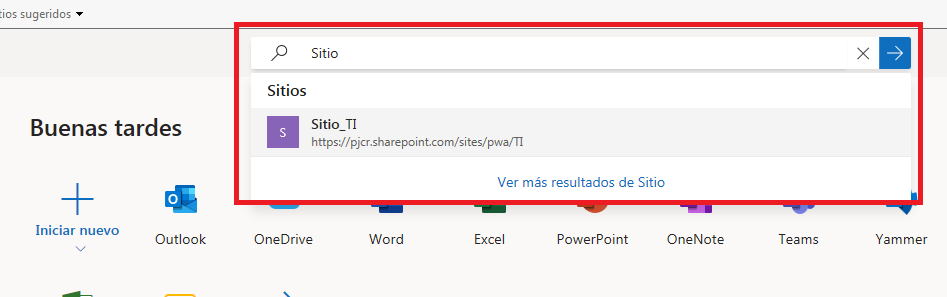 tios sugeridos
Sitio
Sitios
S
Sitio_TI
https://pjcr.sharepoint.com/sites/pwa/TI
Ver más resultados de Sitio
Buenas tardes
Iniciar nuevo
Outlook
OneDrive
Word
Excel
PowerPoint
OneNote
Teams
Yammer